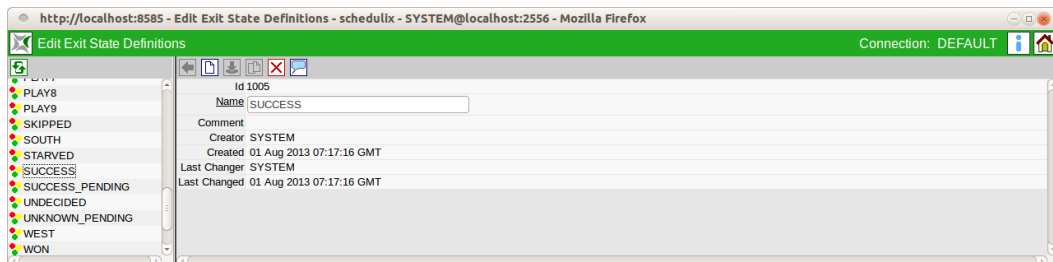 http://localhost:8585 - Edit Exit State Definitions - schedulix - SYSTEM@localhost:2556 - Mozilla Firefox
Edit Exit State Definitions
Connection: DEFAULT
PLAY8
PLAY9
SKIPPED
SOUTH
STARVED
SUCCESS
SUCCESS_PENDING
UNDECIDED
UNKNOWN_PENDING
WEST
WON
Id 1005
Name SUCCESS
Comment
Creator SYSTEM
Created 01 Aug 2013 07:17:16 GMT
Last Changer SYSTEM
Last Changed 01 Aug 2013 07:17:16 GMT